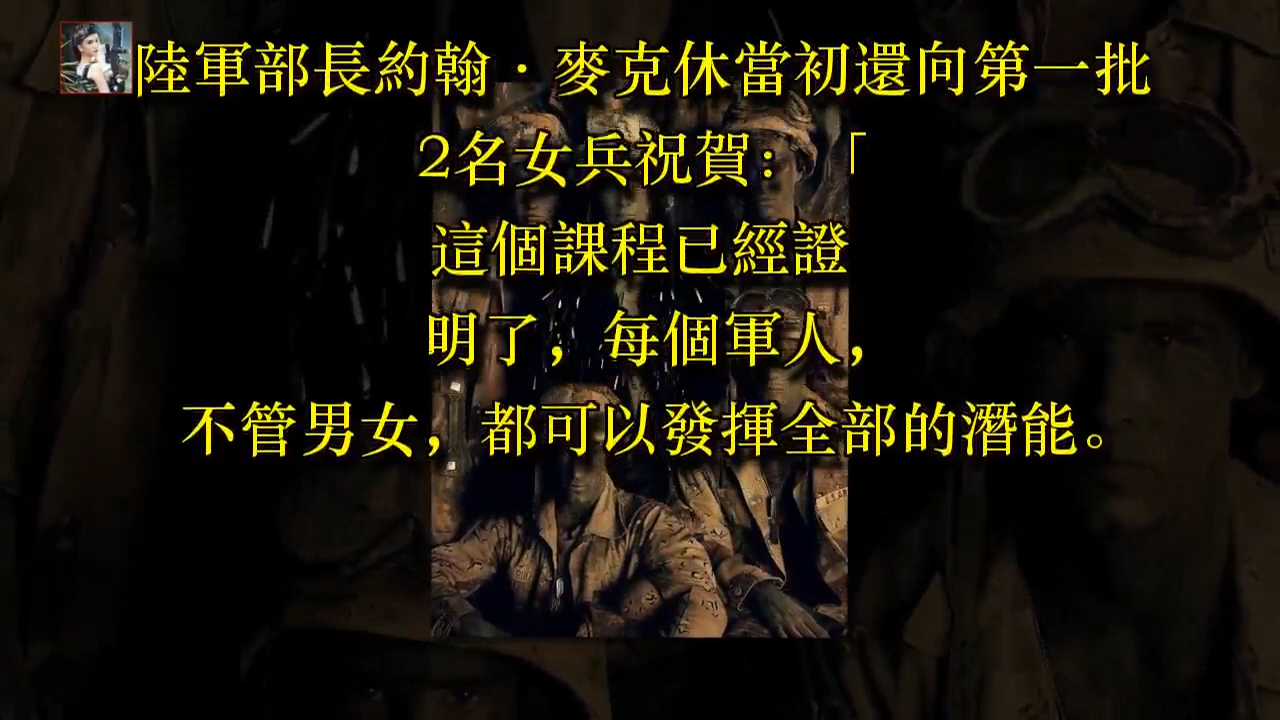 陸軍部長約翰·麥克休當初還向第一批
2名女兵祝賀：「
這個課程已經證
明了，每個軍人，
不管男女，都可以發揮全部的潛能。